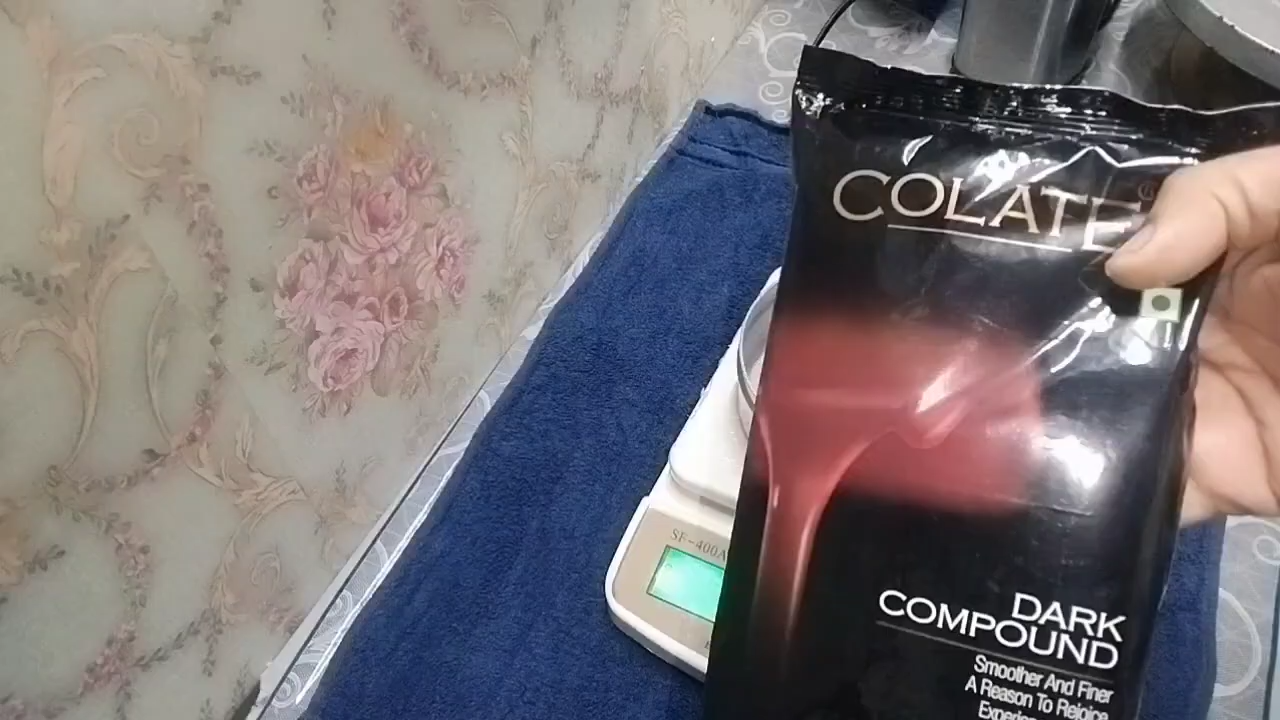 COLATE
SF-400A
DARK
COMPOUND
Smoother And Finer
A Reason To Rejoice